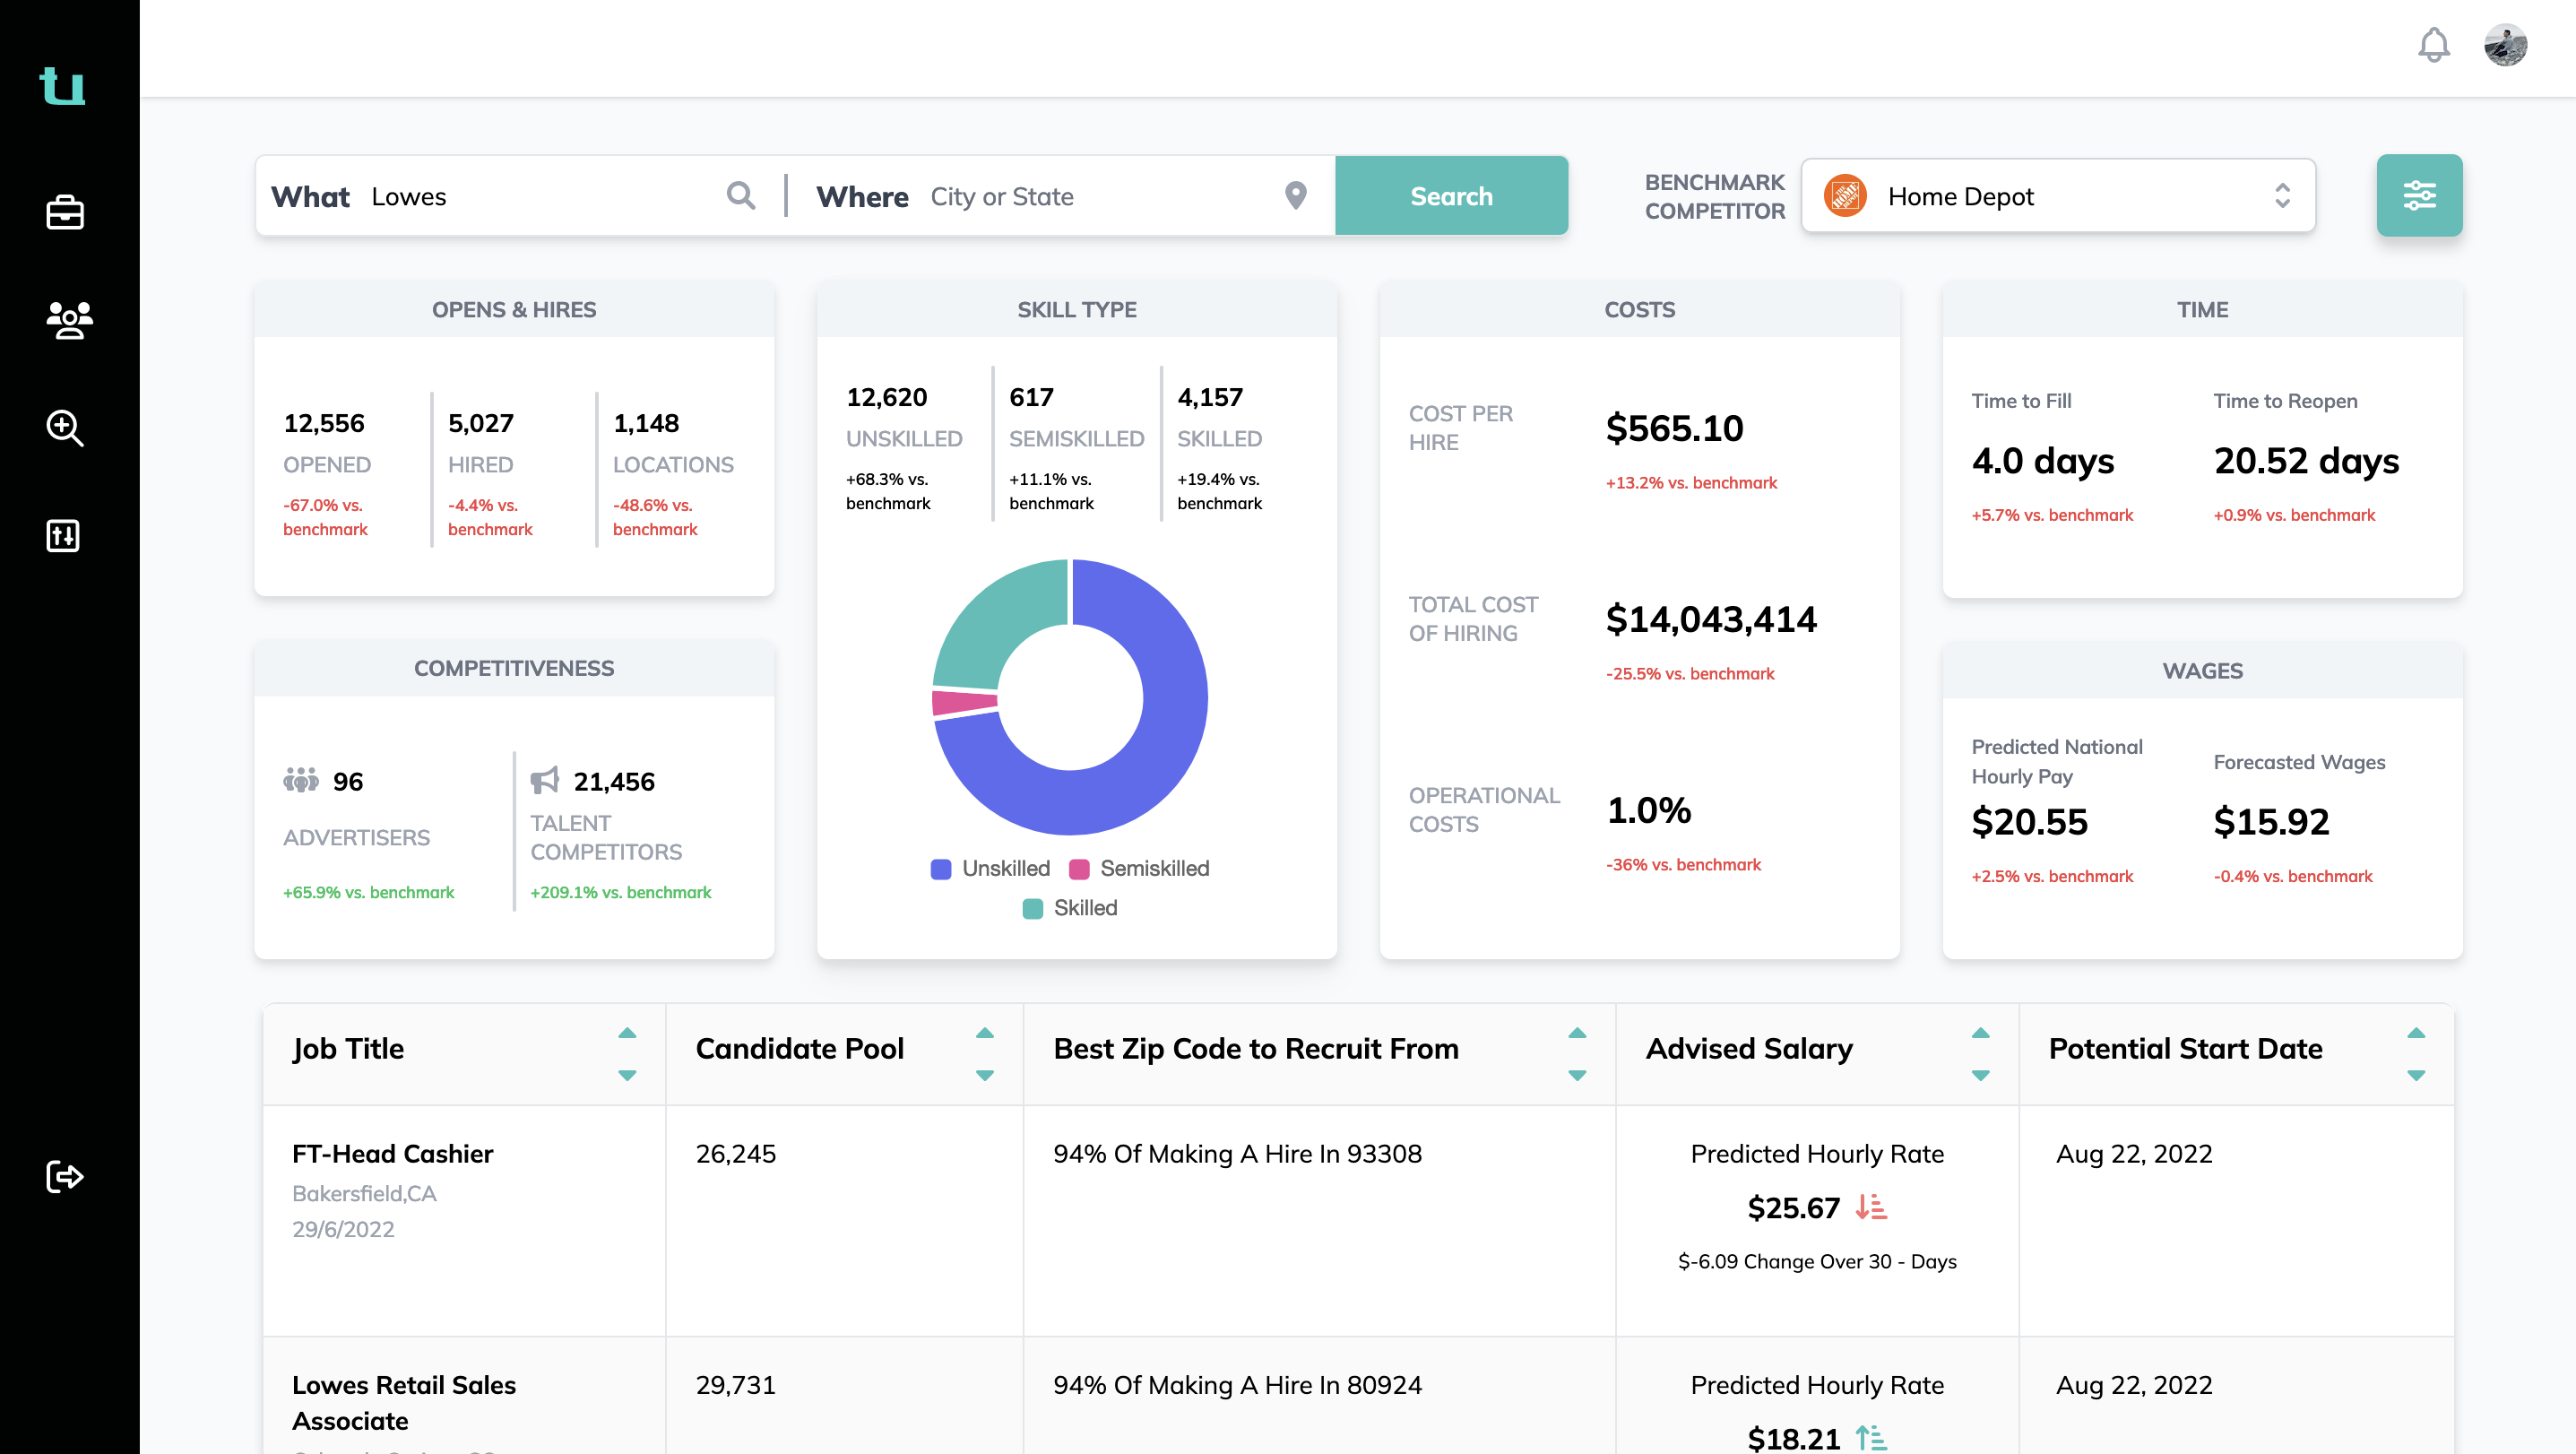 tu
What Lowes
Where City or State
Search
BENCHMARK
COMPETITOR
Home Depot
OPENS & HIRES
12,556
OPENED
-67.0% vs.
benchmark
5,027
HIRED
-4.4% vs.
benchmark
1,148
LOCATIONS
-48.6% vs.
benchmark
COMPETITIVENESS
96
ADVERTISERS
+65.9% vs. benchmark
21,456
TALENT
COMPETITORS
+209.1% vs. benchmark
SKILL TYPE
12,620
UNSKILLED
+68.3% vs.
benchmark
617
SEMISKILLED
+11.1% vs.
benchmark
4,157
SKILLED
+19.4% vs.
benchmark
Unskilled
Semiskilled
Skilled
COSTS
COST PER
HIRE
$565.10
+13.2% vs. benchmark
TOTAL COST
OF HIRING
$14,043,414
-25.5% vs. benchmark
OPERATIONAL
COSTS
1.0%
-36% vs. benchmark
TIME
Time to Fill
4.0 days
+5.7% vs. benchmark
Time to Reopen
20.52 days
+0.9% vs. benchmark
WAGES
Predicted National
Hourly Pay
$20.55
+2.5% vs. benchmark
Forecasted Wages
$15.92
-0.4% vs. benchmark
Job Title
Candidate Pool
Best Zip Code to Recruit From
Advised Salary
Potential Start Date
FT-Head Cashier
Bakersfield,CA
29/6/2022
26,245
94% Of Making A Hire In 93308
Predicted Hourly Rate
$25.67
$-6.09 Change Over 30 - Days
Aug 22, 2022
Lowes Retail Sales
Associate
29,731
94% Of Making A Hire In 80924
Predicted Hourly Rate
$18.21
Aug 22, 2022